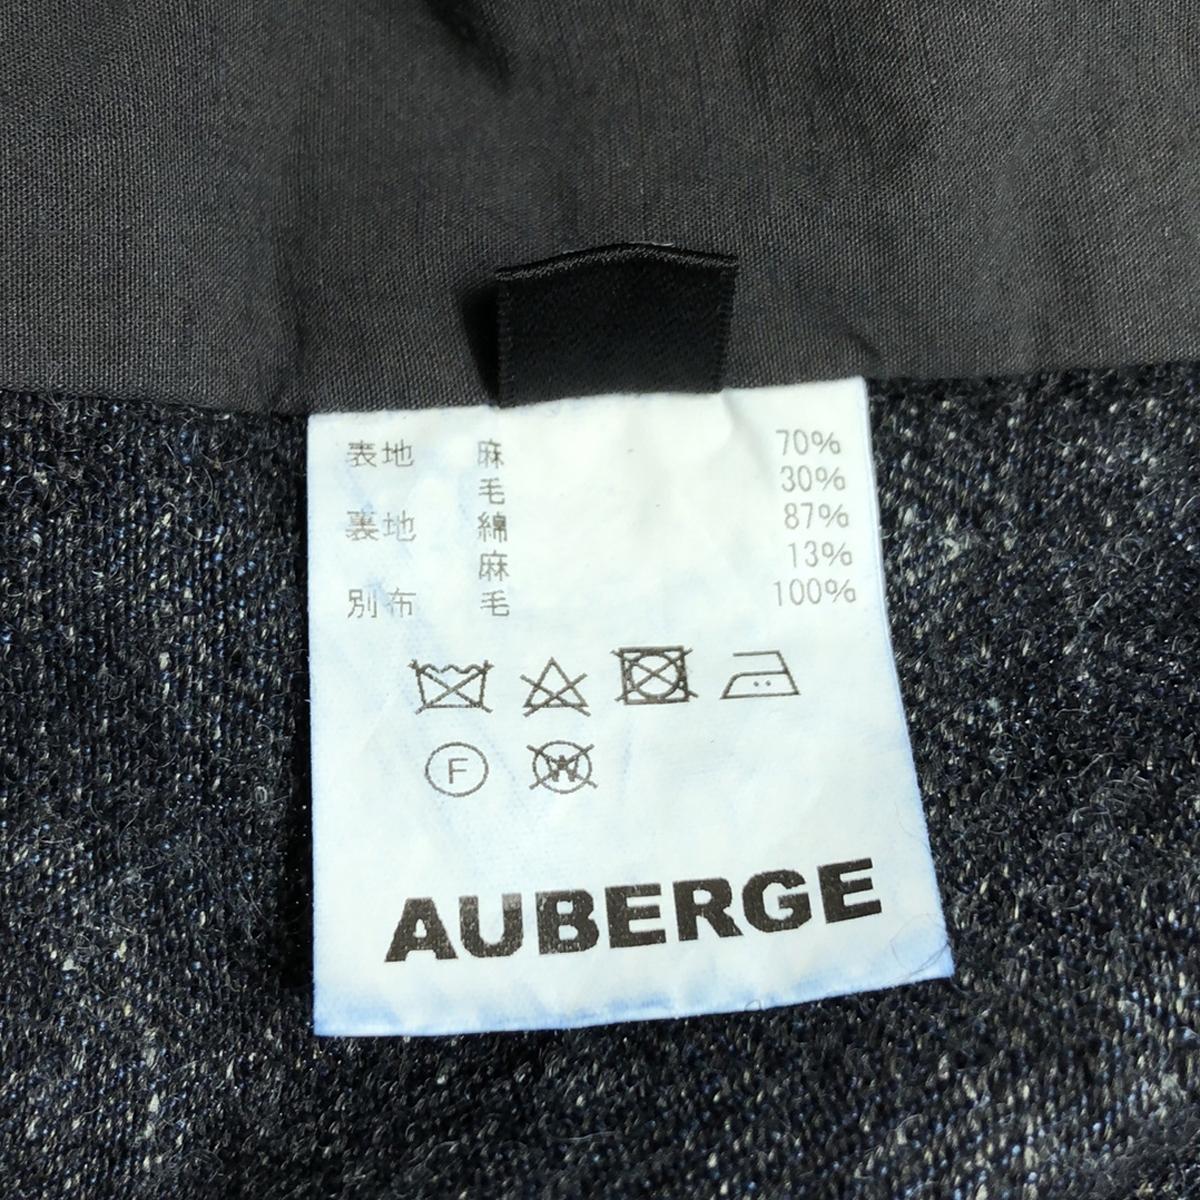 表地 麻 70%
毛 30%
裏地 綿 87%
麻 13%
別布 毛 100%
F W
AUBERGE